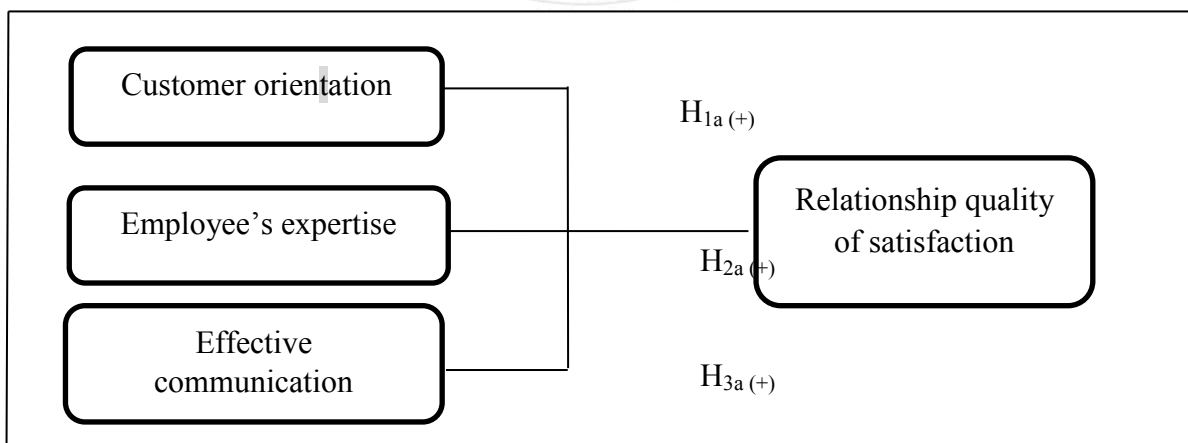 Customer orientation
H1a (+)
Employee’s expertise
Relationship quality
of satisfaction
H2a (+)
Effective
communication
H3a (+)